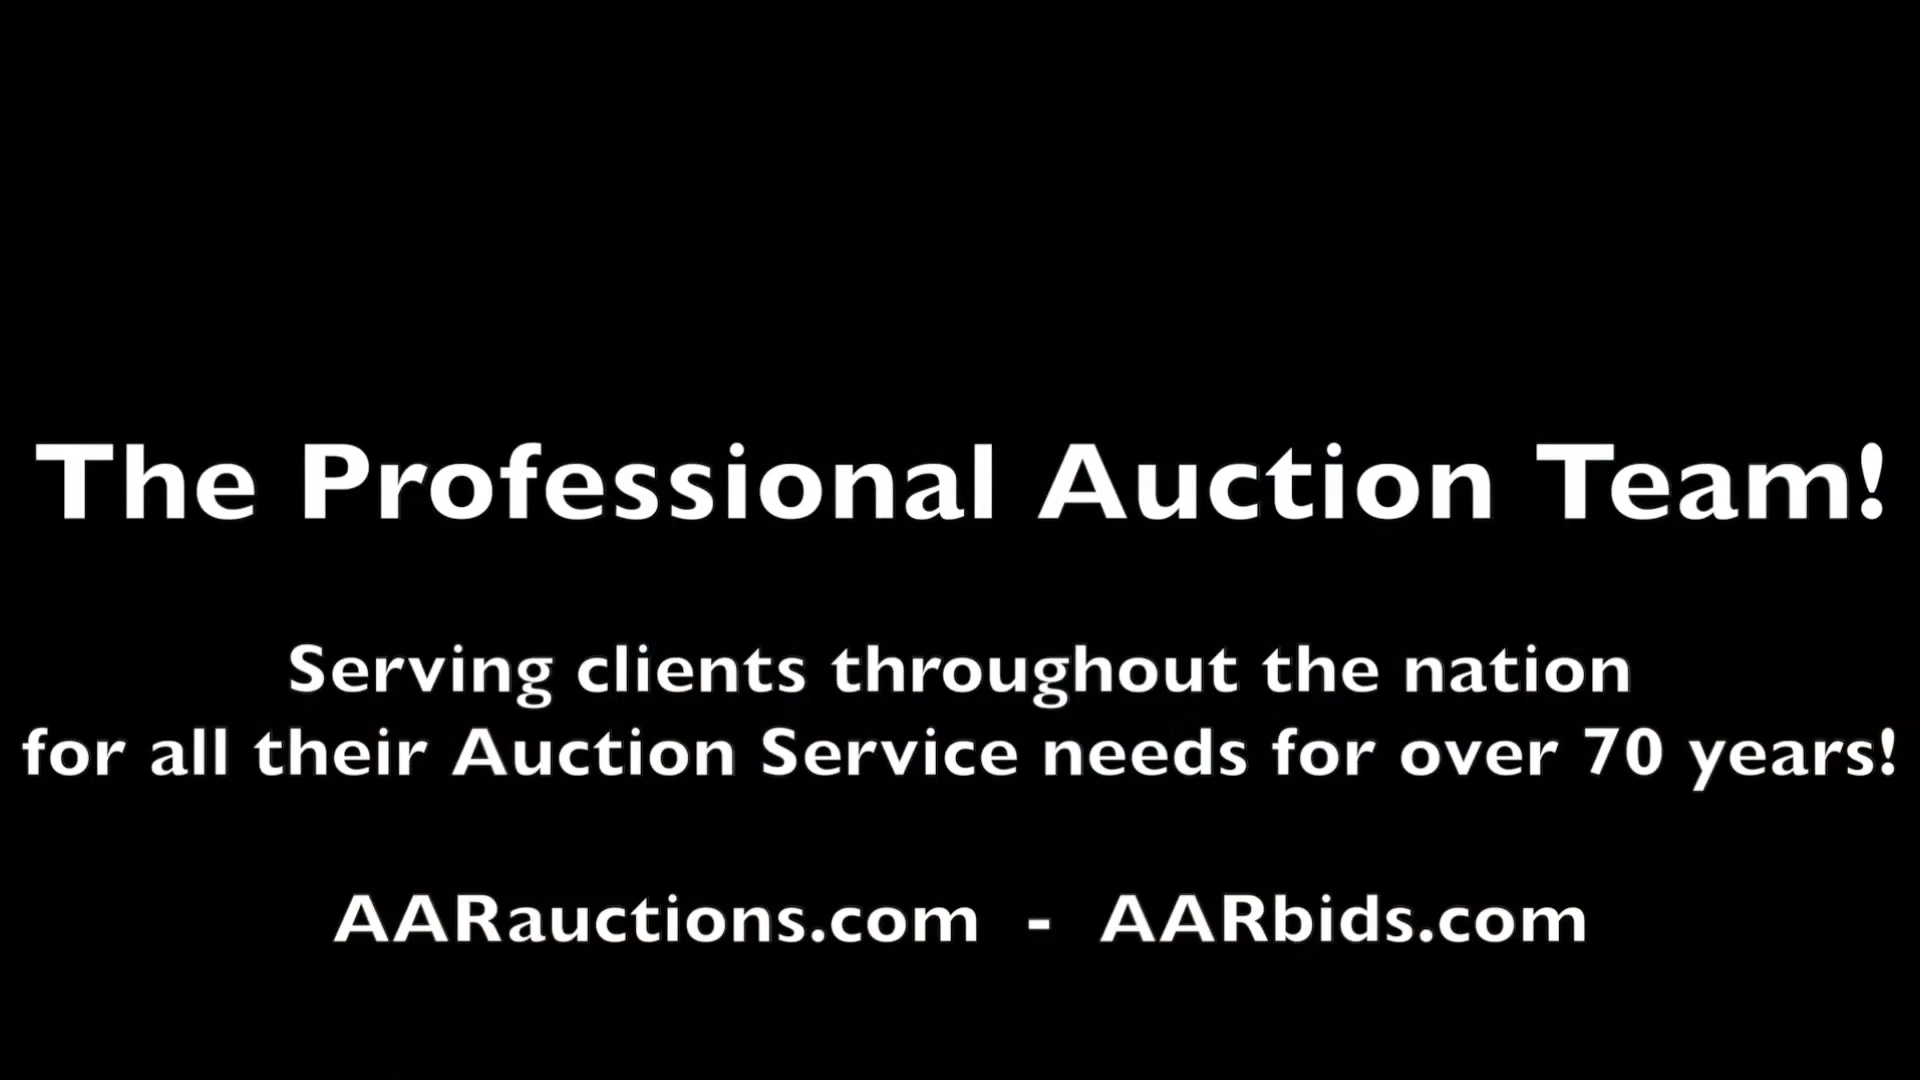 The Professional Auction Team!
Serving clients throughout the nation
for all their Auction Service needs for over 70 years!
AARauctions.com - AARbids.com